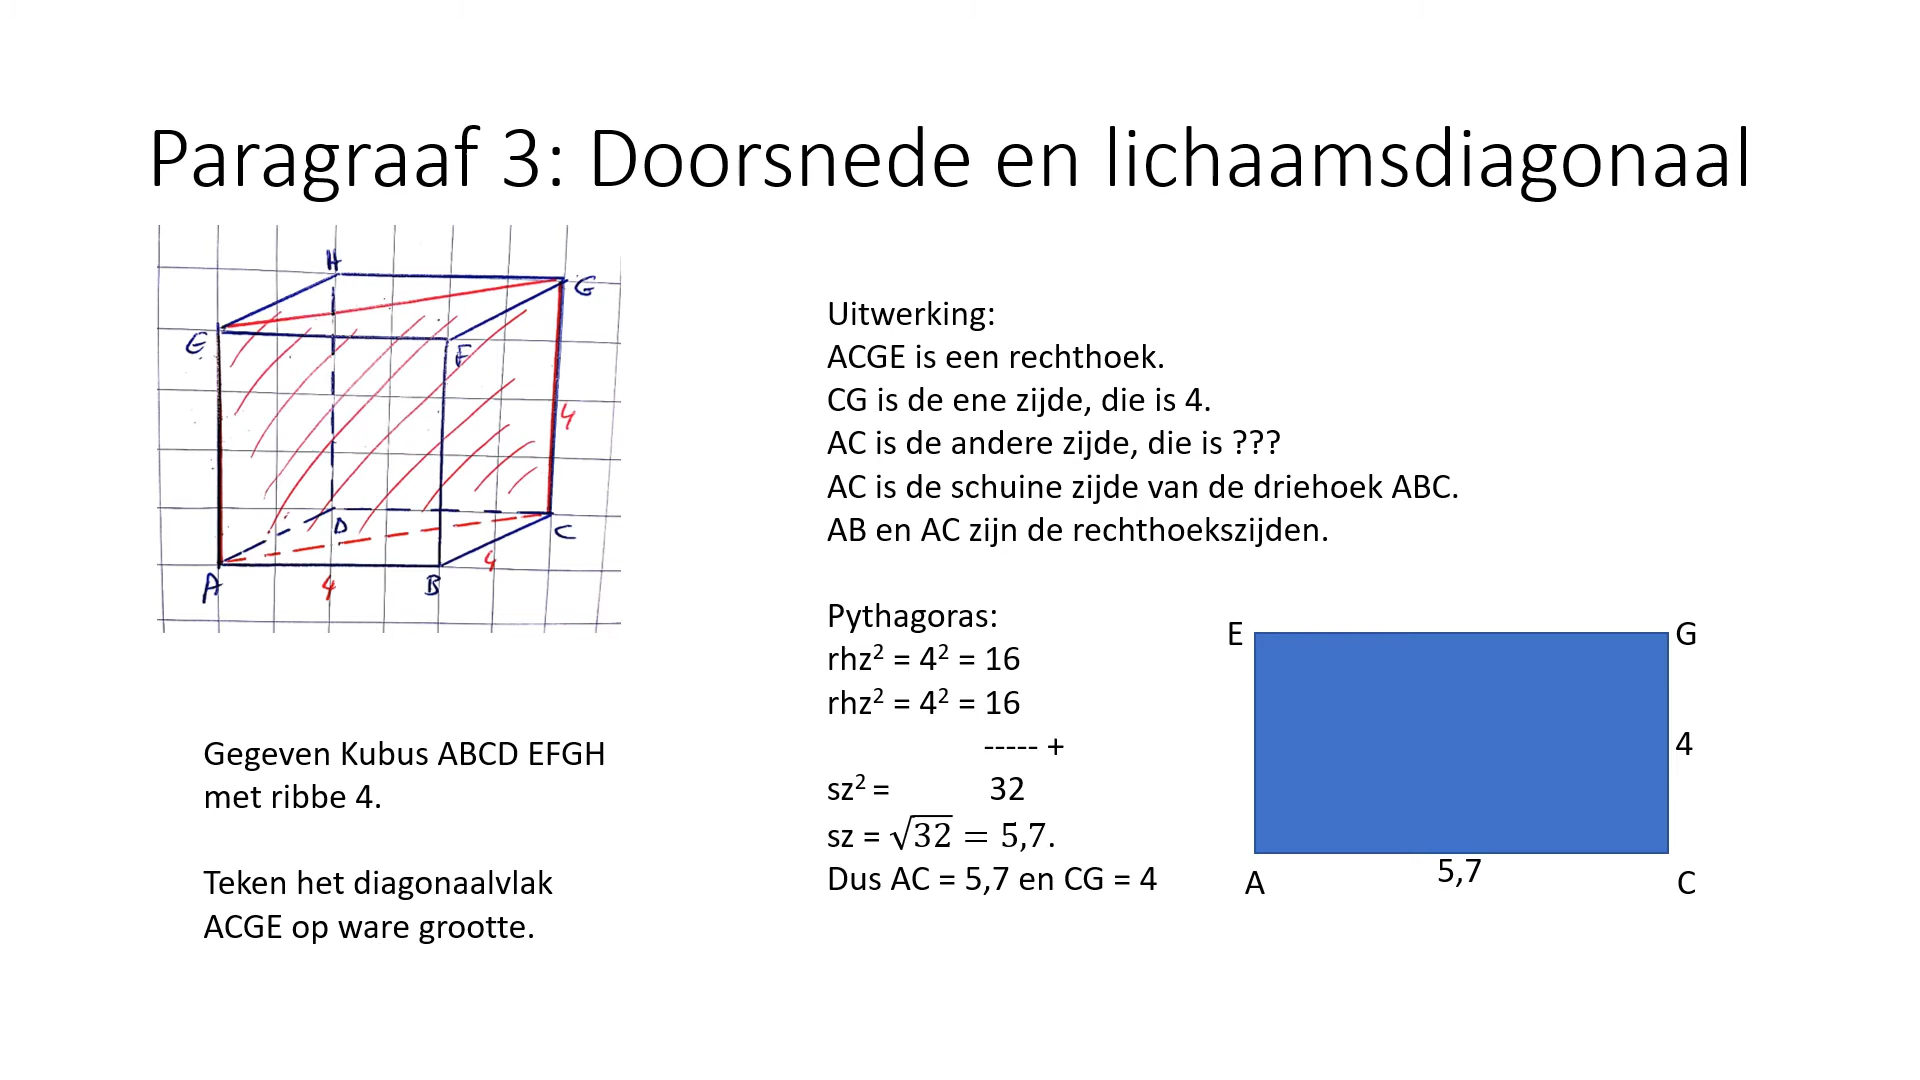 Paragraaf 3: Doorsnede en lichaamsdiagonaal
H
G
E
F
4
D
C
4
A
4
B
Gegeven Kubus ABCD EFGH
met ribbe 4.
Teken het diagonaalvlak
ACGE op ware grootte.
Uitwerking:
ACGE is een rechthoek.
CG is de ene zijde, die is 4.
AC is de andere zijde, die is ???
AC is de schuine zijde van de driehoek ABC.
AB en AC zijn de rechthoekszijden.
Pythagoras:
rhz² = 4² = 16
rhz² = 4² = 16
----- +
sz² = 32
sz = √32 = 5,7.
Dus AC = 5,7 en CG = 4
E
G
4
5,7
A
C